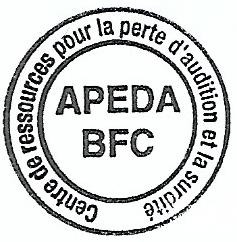 Centre de ressources pour la perte d'audition et la surdité
APEDA
BFC